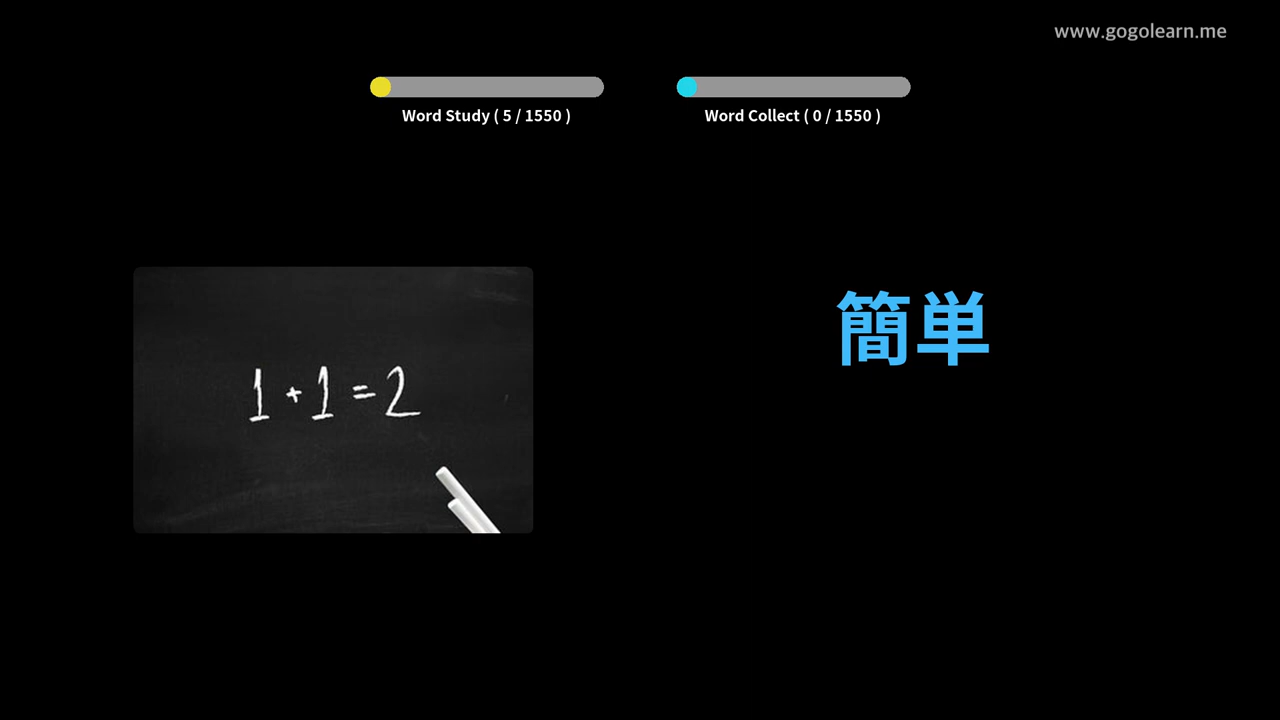 www.gogolearn.me
Word Study ( 5 / 1550 )
Word Collect ( 0 / 1550 )
1 + 1 = 2
簡単